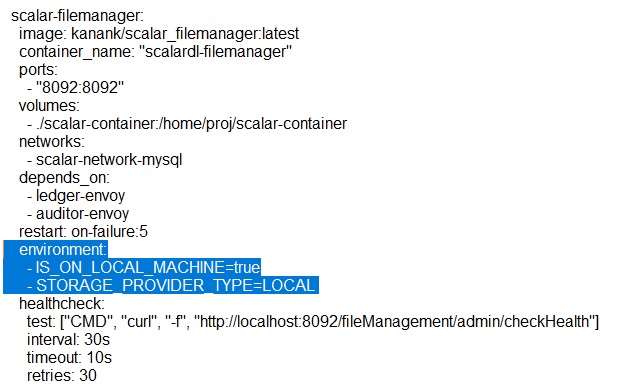 scalar-filemanager:
image: kanank/scalar_filemanager:latest
container_name: "scalardl-filemanager"
ports:
- "8092:8092"
volumes:
- ./scalar-container:/home/proj/scalar-container
networks:
- scalar-network-mysql
depends_on:
- ledger-envoy
- auditor-envoy
restart: on-failure:5
environment:
- IS_ON_LOCAL_MACHINE=true
- STORAGE_PROVIDER_TYPE=LOCAL
healthcheck:
test: ["CMD", "curl", "-f", "http://localhost:8092/fileManagement/admin/checkHealth"]
interval: 30s
timeout: 10s
retries: 30